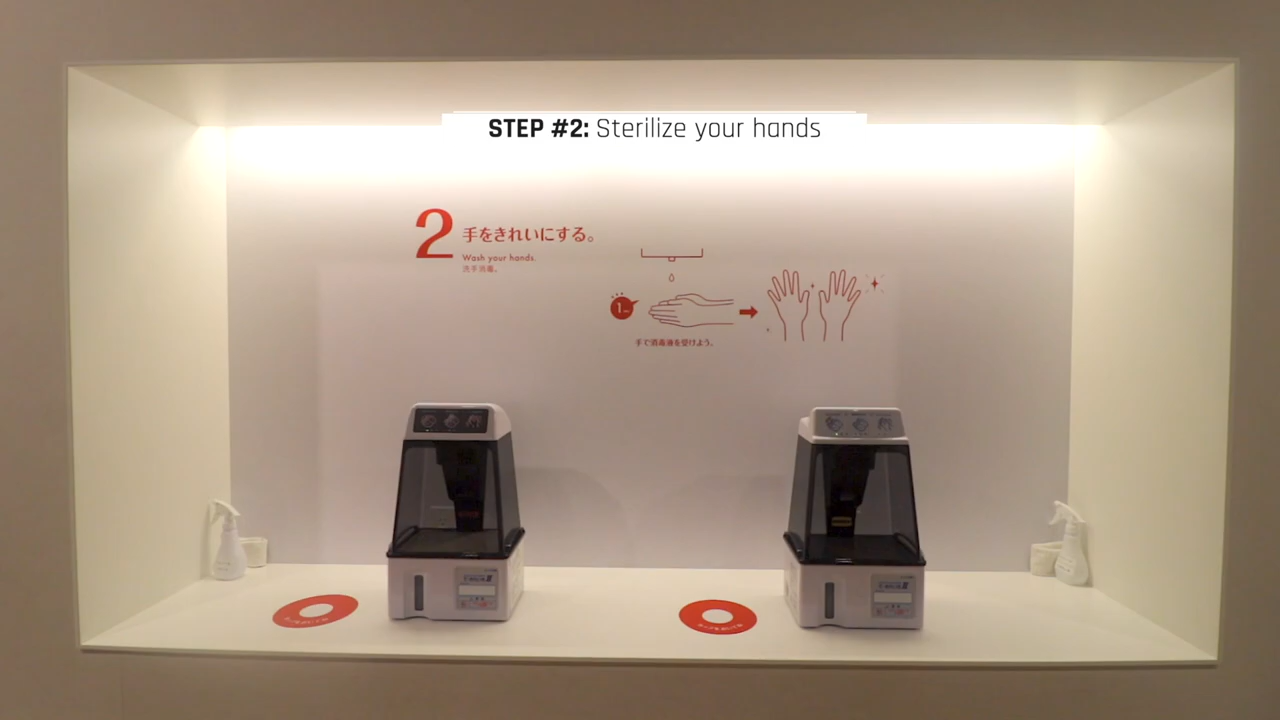 STEP #2: Sterilize your hands
2 手をきれいにする。
Wash your hands.
洗手消毒。
1
手で消毒液を受けよう。